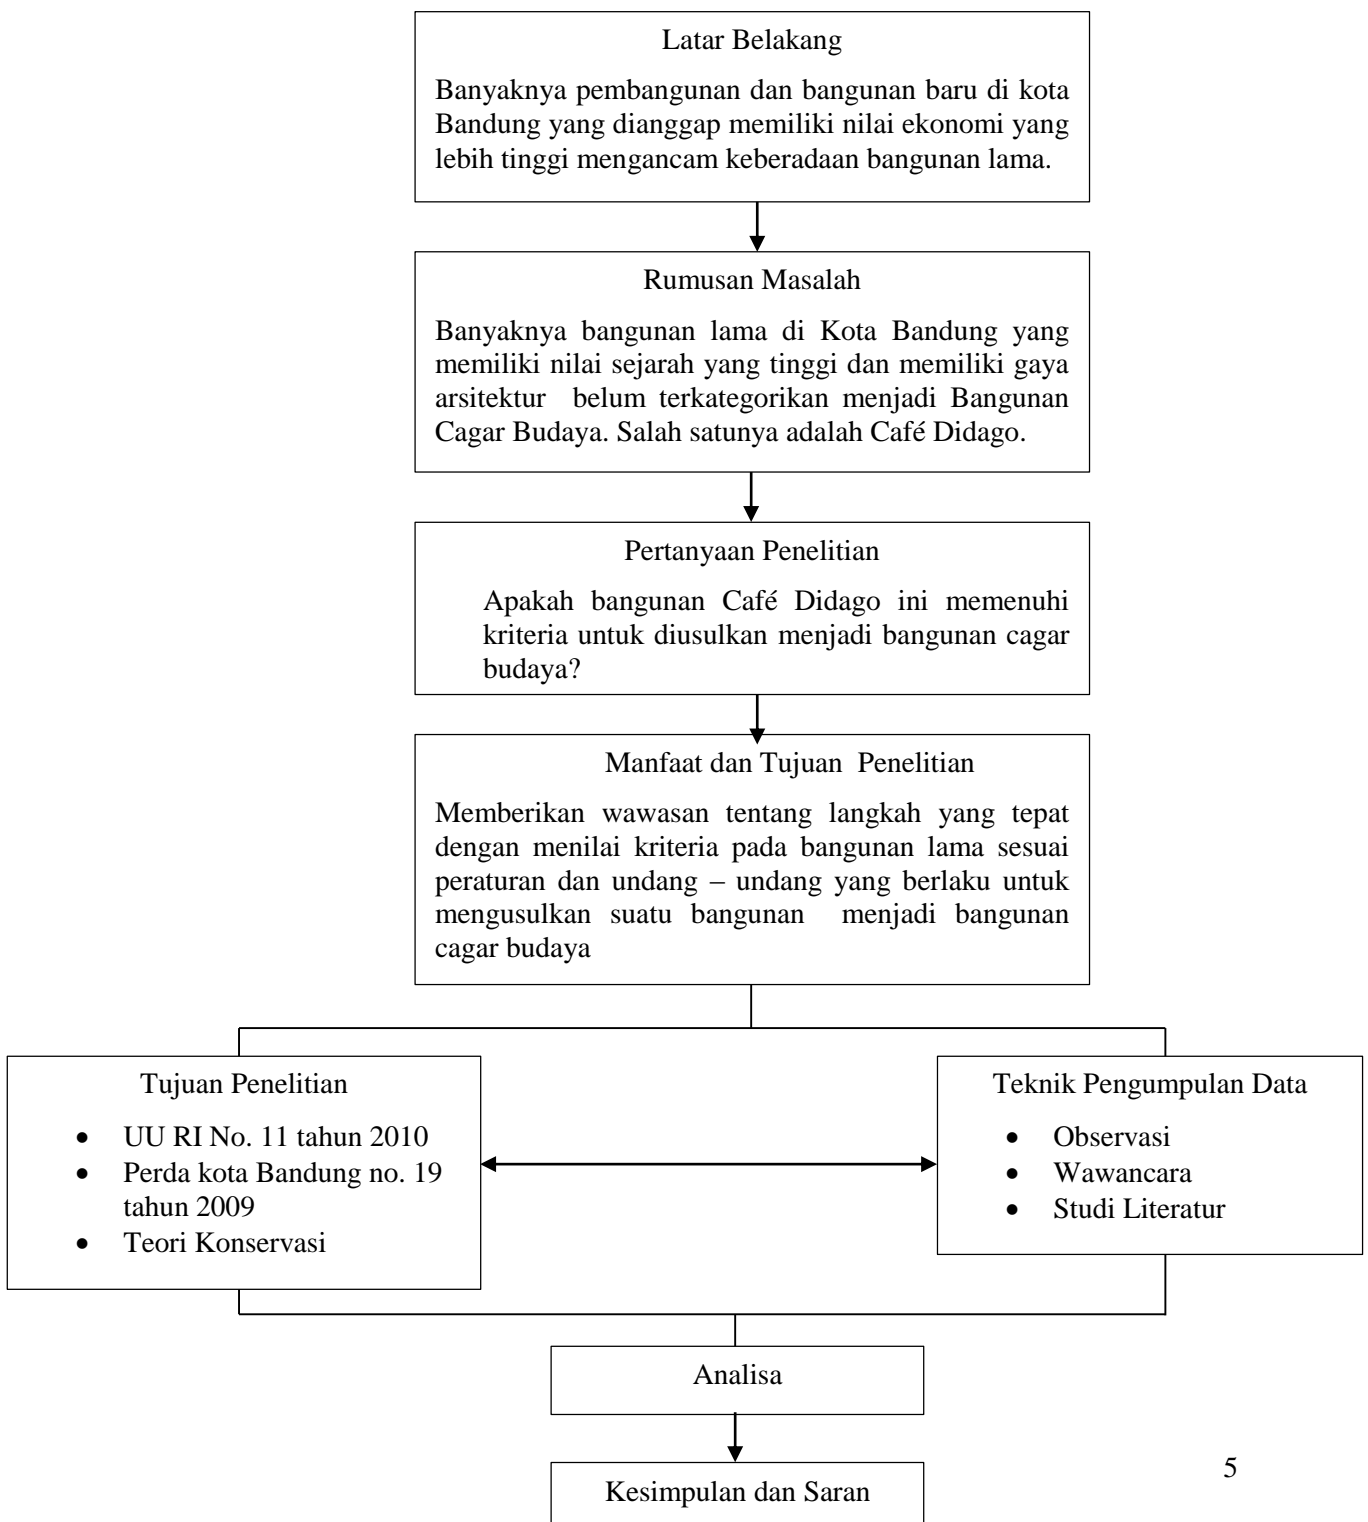 Latar Belakang
Banyaknya pembangunan dan bangunan baru di kota
Bandung yang dianggap memiliki nilai ekonomi yang
lebih tinggi mengancam keberadaan bangunan lama.
Rumusan Masalah
Banyaknya bangunan lama di Kota Bandung yang
memiliki nilai sejarah yang tinggi dan memiliki gaya
arsitektur belum terkategorikan menjadi Bangunan
Cagar Budaya. Salah satunya adalah Café Didago.
Pertanyaan Penelitian
Apakah bangunan Café Didago ini memenuhi
kriteria untuk diusulkan menjadi bangunan cagar
budaya?
Manfaat dan Tujuan Penelitian
Memberikan wawasan tentang langkah yang tepat
dengan menilai kriteria pada bangunan lama sesuai
peraturan dan undang – undang yang berlaku untuk
mengusulkan suatu bangunan menjadi bangunan
cagar budaya
Tujuan Penelitian
• UU RI No. 11 tahun 2010
• Perda kota Bandung no. 19
tahun 2009
• Teori Konservasi
Teknik Pengumpulan Data
• Observasi
• Wawancara
• Studi Literatur
Analisa
Kesimpulan dan Saran
5